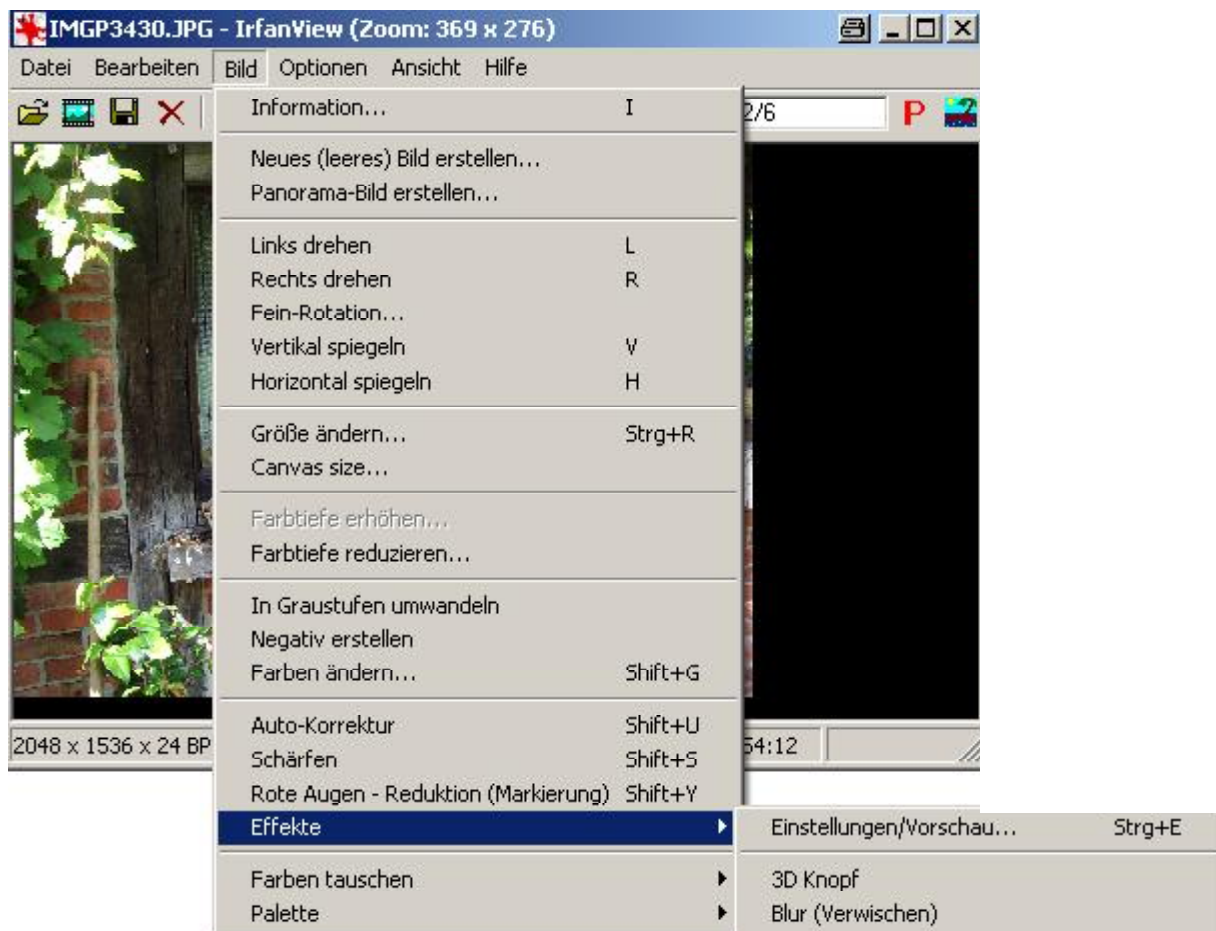 IMGP3430.JPG - IrfanView (Zoom: 369 x 276)
Datei Bearbeiten Bild Optionen Ansicht Hilfe
2/6 P
Information... I
Neues (leeres) Bild erstellen...
Panorama-Bild erstellen...
Links drehen L
Rechts drehen R
Fein-Rotation...
Vertikal spiegeln V
Horizontal spiegeln H
Größe ändern... Strg+R
Canvas size...
Farbtiefe erhöhen...
Farbtiefe reduzieren...
In Graustufen umwandeln
Negativ erstellen
Farben ändern... Shift+G
Auto-Korrektur Shift+U
2048 x 1536 x 24 BP 54:12
Schärfen Shift+S
Rote Augen - Reduktion (Markierung) Shift+Y
Effekte Einstellungen/Vorschau... Strg+E
Farben tauschen 3D Knopf
Palette Blur (Verwischen)